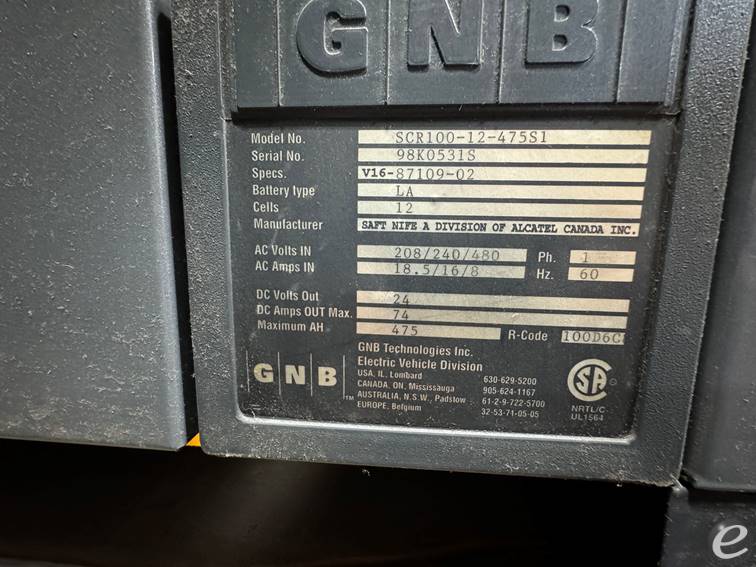 GNB
Model No. SCR100-12-475S1
Serial No. 98K0531S
Specs. V16-87109-02
Battery type LA
Cells 12
Manufacturer SAFT NIFE A DIVISION OF ALCATEL CANADA INC.
AC Volts IN 208/240/480 Ph. 1
AC Amps IN 18.5/16/8 Hz. 60
DC Volts Out 24
DC Amps OUT Max. 74
Maximum AH 475 R-Code 100D6C
GNB Technologies Inc.
Electric Vehicle Division
USA, IL. Lombard 630-629-5200
CANADA, ON, Mississauga 905-624-1167
AUSTRALIA, N.S.W., Padstow 61-2-9-722-5700
EUROPE, Belgium 32-53-71-05-05
GNB TM
SA
NRTL/C
UL1564
e